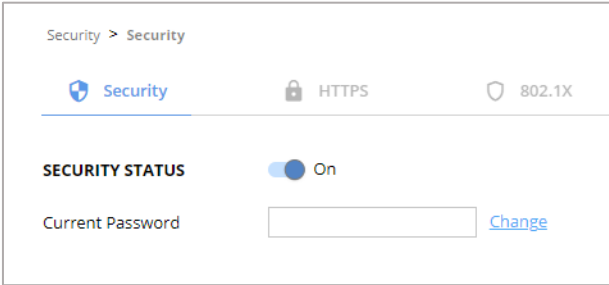 Security > Security
Security HTTPS 802.1X
SECURITY STATUS On
Current Password Change